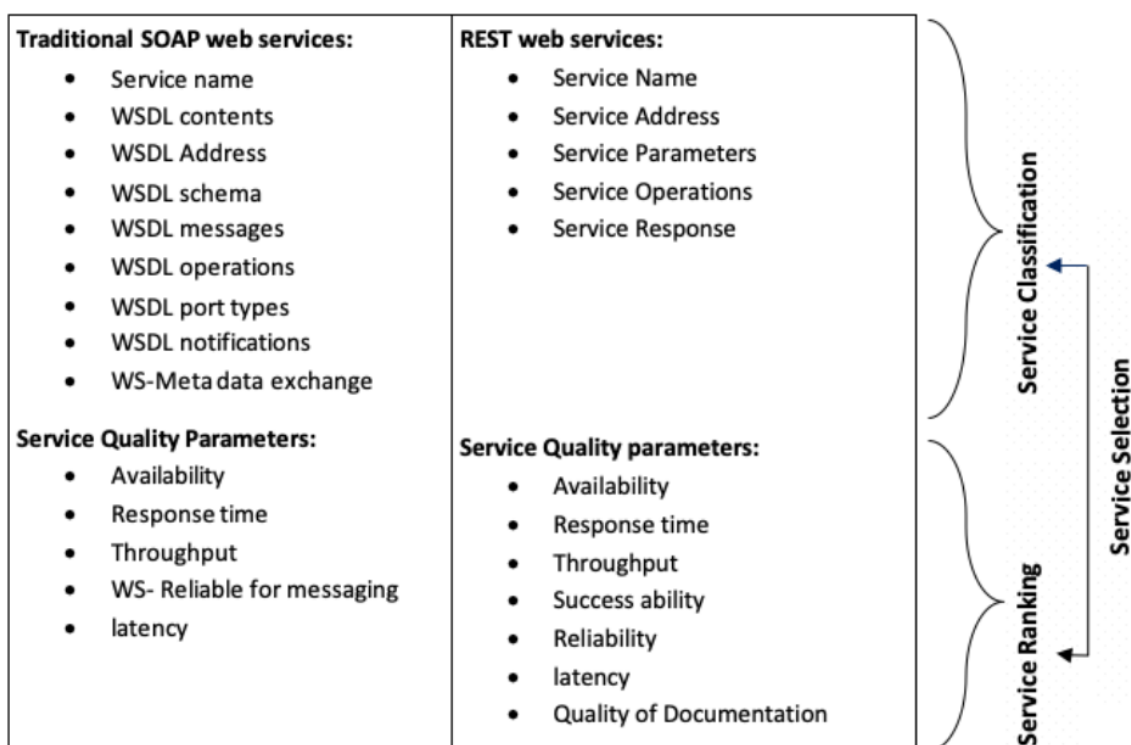 Traditional SOAP web services:
• Service name
• WSDL contents
• WSDL Address
• WSDL schema
• WSDL messages
• WSDL operations
• WSDL port types
• WSDL notifications
• WS-Meta data exchange
Service Quality Parameters:
• Availability
• Response time
• Throughput
• WS- Reliable for messaging
• latency
REST web services:
• Service Name
• Service Address
• Service Parameters
• Service Operations
• Service Response
Service Quality parameters:
• Availability
• Response time
• Throughput
• Success ability
• Reliability
• latency
• Quality of Documentation
Service Classification
Service Ranking
Service Selection